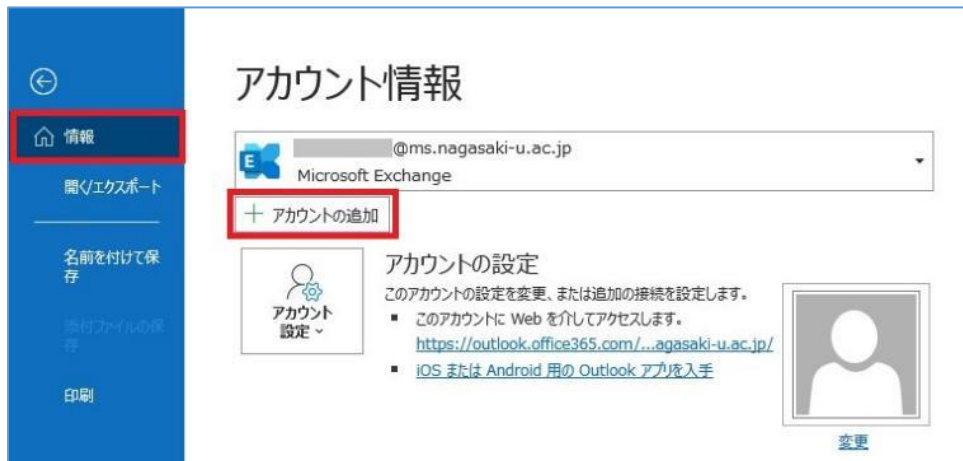 アカウント情報
情報
@ms.nagasaki-u.ac.jp
Microsoft Exchange
開く/エクスポート
＋ アカウントの追加
名前を付けて保
存
添付ファイルの保
存
印刷
アカウント
設定
アカウントの設定
このアカウントの設定を変更、または追加の接続を設定します。
■ このアカウントに Web を介してアクセスします。
https://outlook.office365.com/...agasaki-u.ac.jp/
■ iOS または Android 用の Outlook アプリを入手
変更